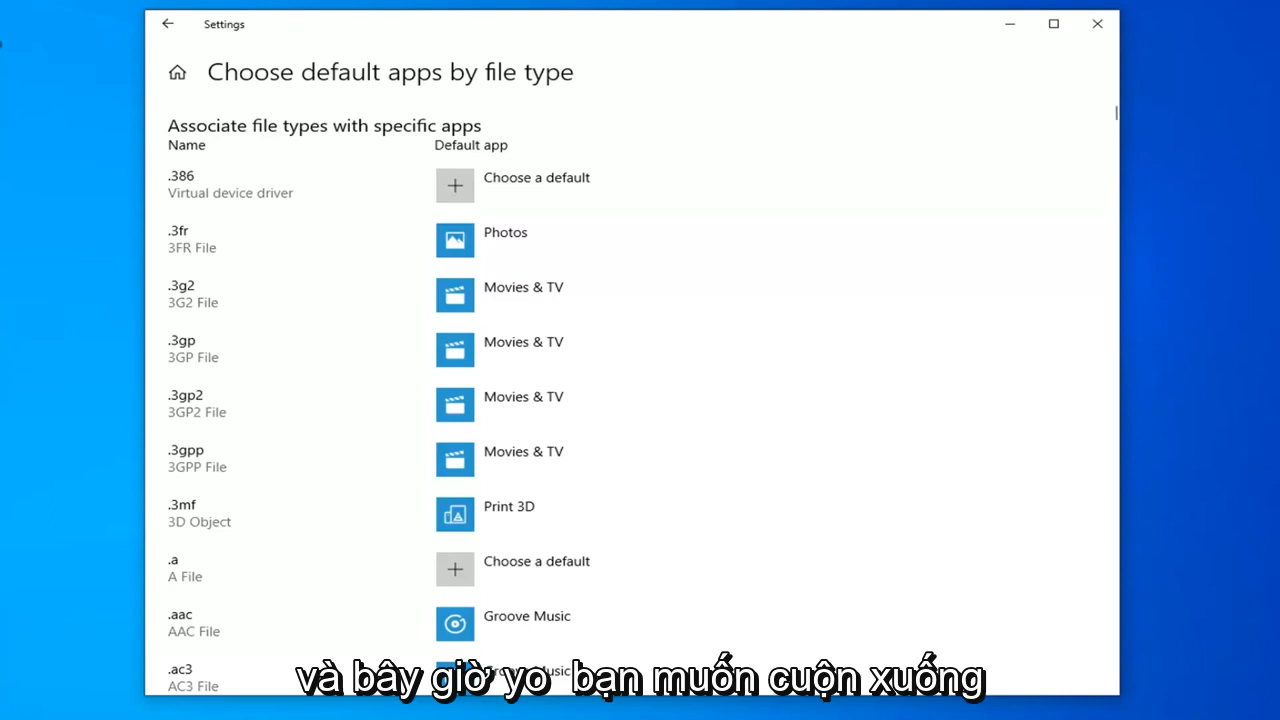 Settings
Choose default apps by file type
Associate file types with specific apps
Name Default app
.386 Choose a default
Virtual device driver
.3fr Photos
3FR File
.3g2 Movies & TV
3G2 File
.3gp Movies & TV
3GP File
.3gp2 Movies & TV
3GP2 File
.3gpp Movies & TV
3GPP File
.3mf Print 3D
3D Object
.a Choose a default
A File
.aac Groove Music
AAC File
.ac3 Groove Music
AC3 File
và bây giờ yo bạn muốn cuộn xuống